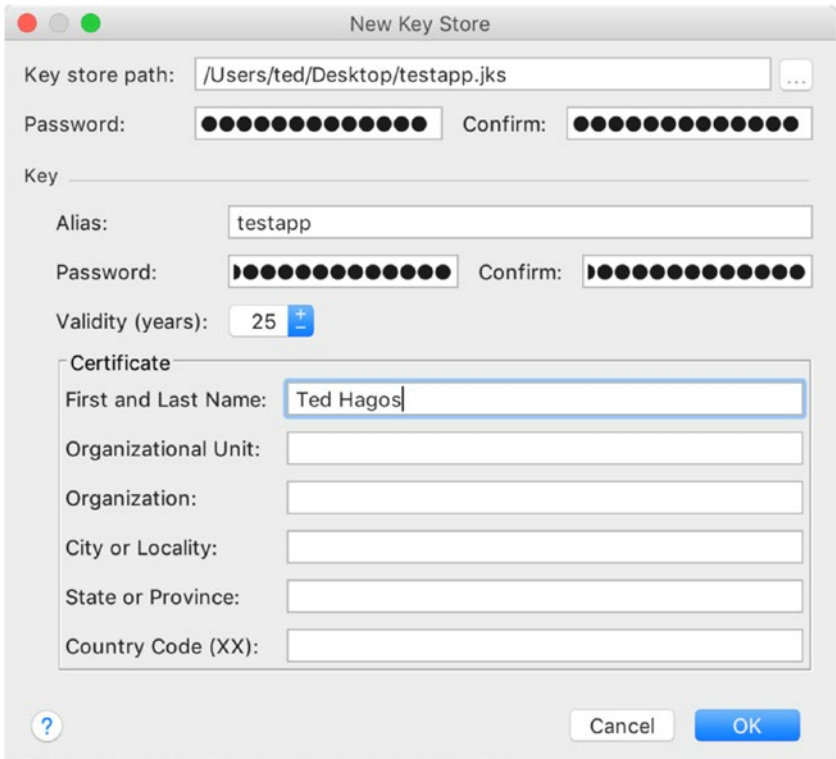 New Key Store
Key store path: /Users/ted/Desktop/testapp.jks ...
Password: ●●●●●●●●●●●●● Confirm: ●●●●●●●●●●●●●
Key
Alias: testapp
Password: ●●●●●●●●●●●●● Confirm: ●●●●●●●●●●●●●
Validity (years): 25 + −
Certificate
First and Last Name: Ted Hagos
Organizational Unit:
Organization:
City or Locality:
State or Province:
Country Code (XX):
? Cancel OK